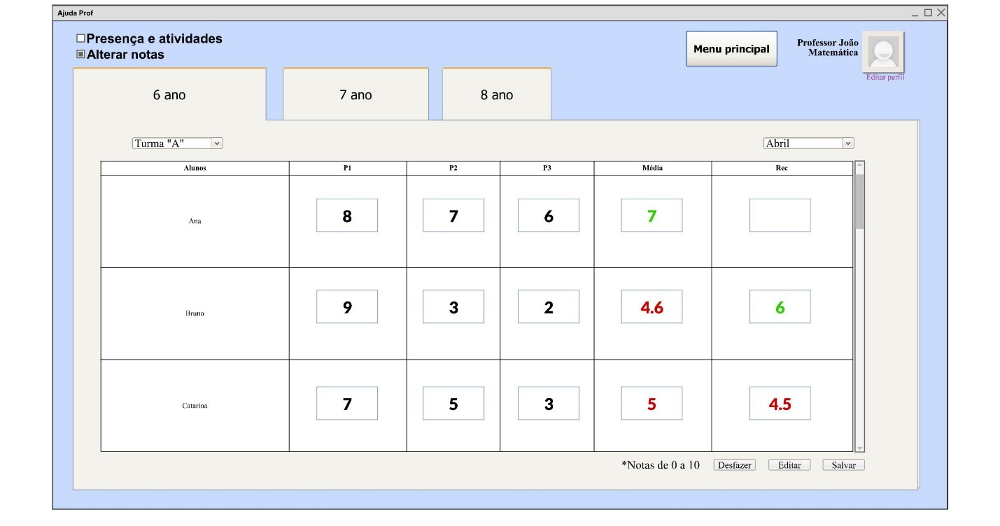 Ajuda Prof
Presença e atividades
Alterar notas
Menu principal
Professor João
Matemática
Editar perfil
6 ano
7 ano
8 ano
Turma "A"
Abril
Alunos P1 P2 P3 Média Rec
Ana 8 7 6 7
Bruno 9 3 2 4.6 6
Catarina 7 5 3 5 4.5
*Notas de 0 a 10 Desfazer Editar Salvar